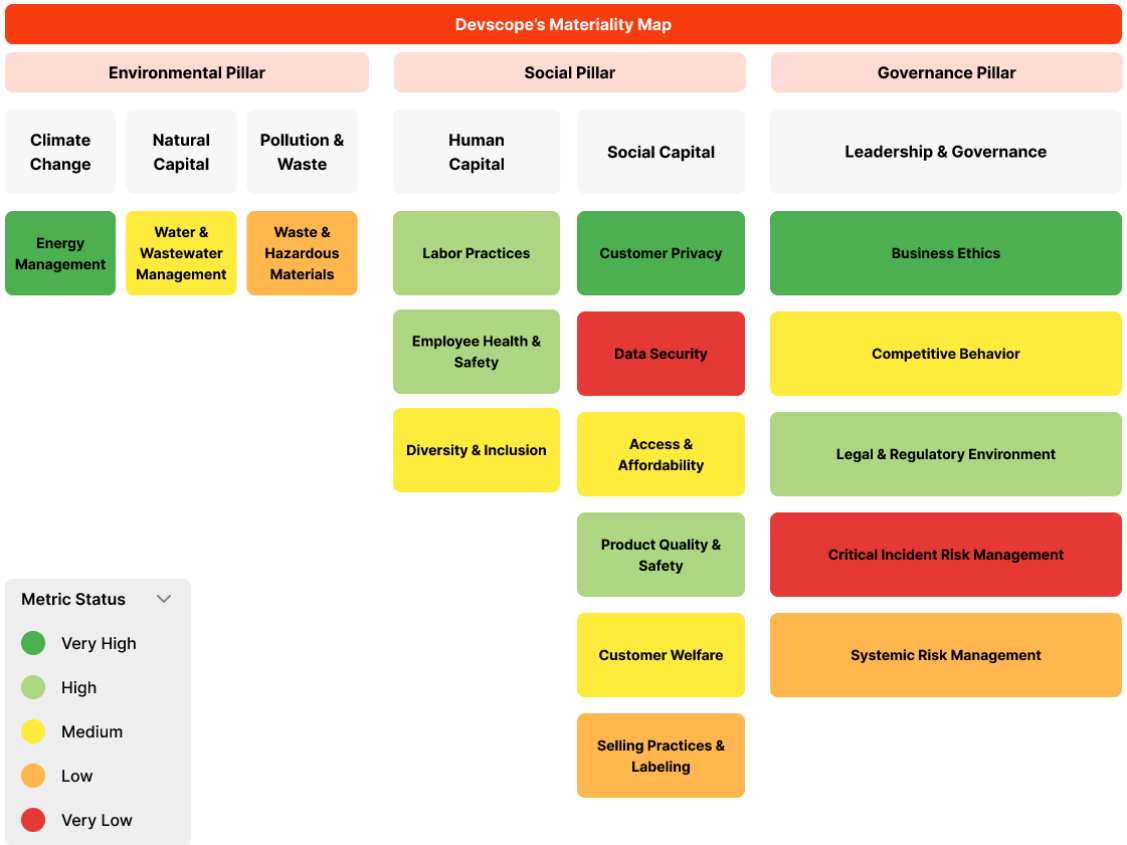 Devscope's Materiality Map
Environmental Pillar
Social Pillar
Governance Pillar
Climate
Change
Natural
Capital
Pollution &
Waste
Human
Capital
Social Capital
Leadership & Governance
Energy
Management
Water &
Wastewater
Management
Waste &
Hazardous
Materials
Labor Practices
Customer Privacy
Business Ethics
Employee Health &
Safety
Data Security
Competitive Behavior
Diversity & Inclusion
Access &
Affordability
Legal & Regulatory Environment
Product Quality &
Safety
Critical Incident Risk Management
Customer Welfare
Systemic Risk Management
Selling Practices &
Labeling
Metric Status
Very High
High
Medium
Low
Very Low